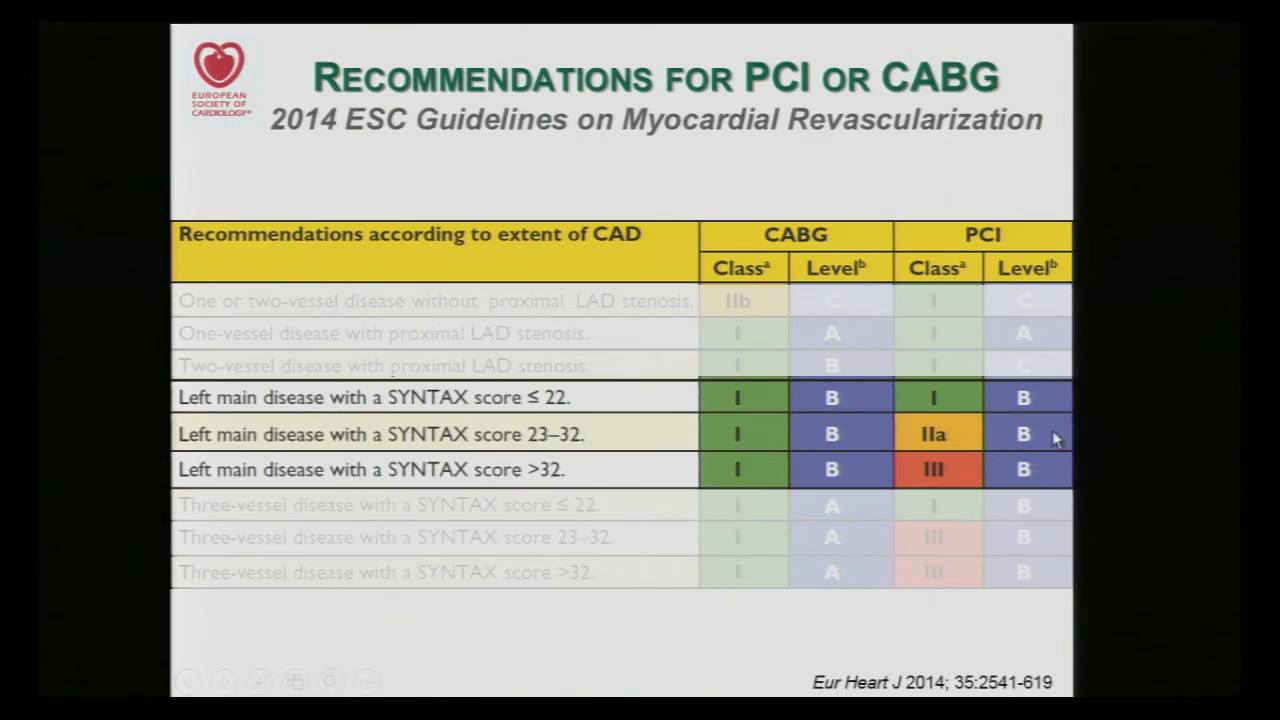 EUROPEAN
SOCIETY OF
CARDIOLOGY®
RECOMMENDATIONS FOR PCI OR CABG
2014 ESC Guidelines on Myocardial Revascularization
Recommendations according to extent of CAD CABG PCI
Classᵃ Levelᵇ Classᵃ Levelᵇ
One or two-vessel disease without proximal LAD stenosis. IIb C I C
One-vessel disease with proximal LAD stenosis. I A I A
Two-vessel disease with proximal LAD stenosis. I B I C
Left main disease with a SYNTAX score ≤ 22. I B I B
Left main disease with a SYNTAX score 23–32. I B IIa B
Left main disease with a SYNTAX score >32. I B III B
Three-vessel disease with a SYNTAX score ≤ 22. I A I B
Three-vessel disease with a SYNTAX score 23–32. I A III B
Three-vessel disease with a SYNTAX score >32. I A III B
Eur Heart J 2014; 35:2541-619